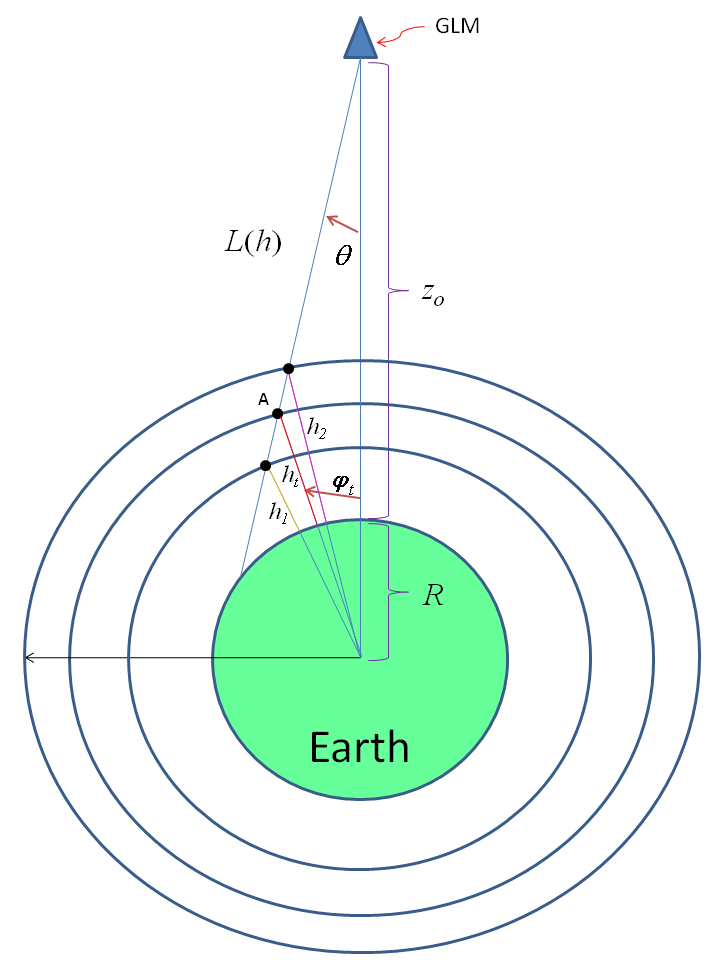 GLM
L(h)
θ
z_o
A
h_2
h_t
φ_t
h_1
R
Earth